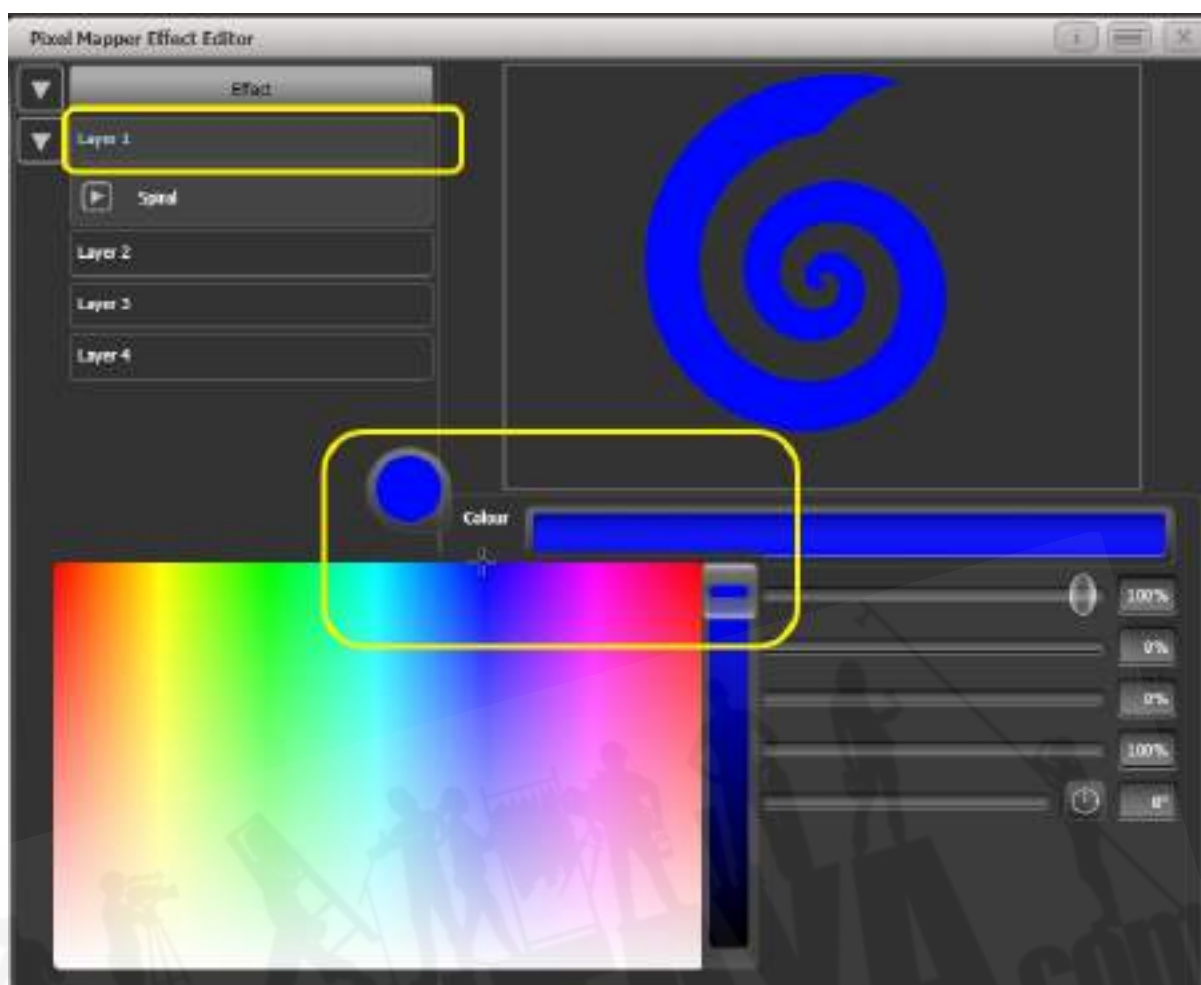 Pixel Mapper Effect Editor
Effect
Layer 1
Spiral
Layer 2
Layer 3
Layer 4
Colour
100%
0%
0%
100%
0°